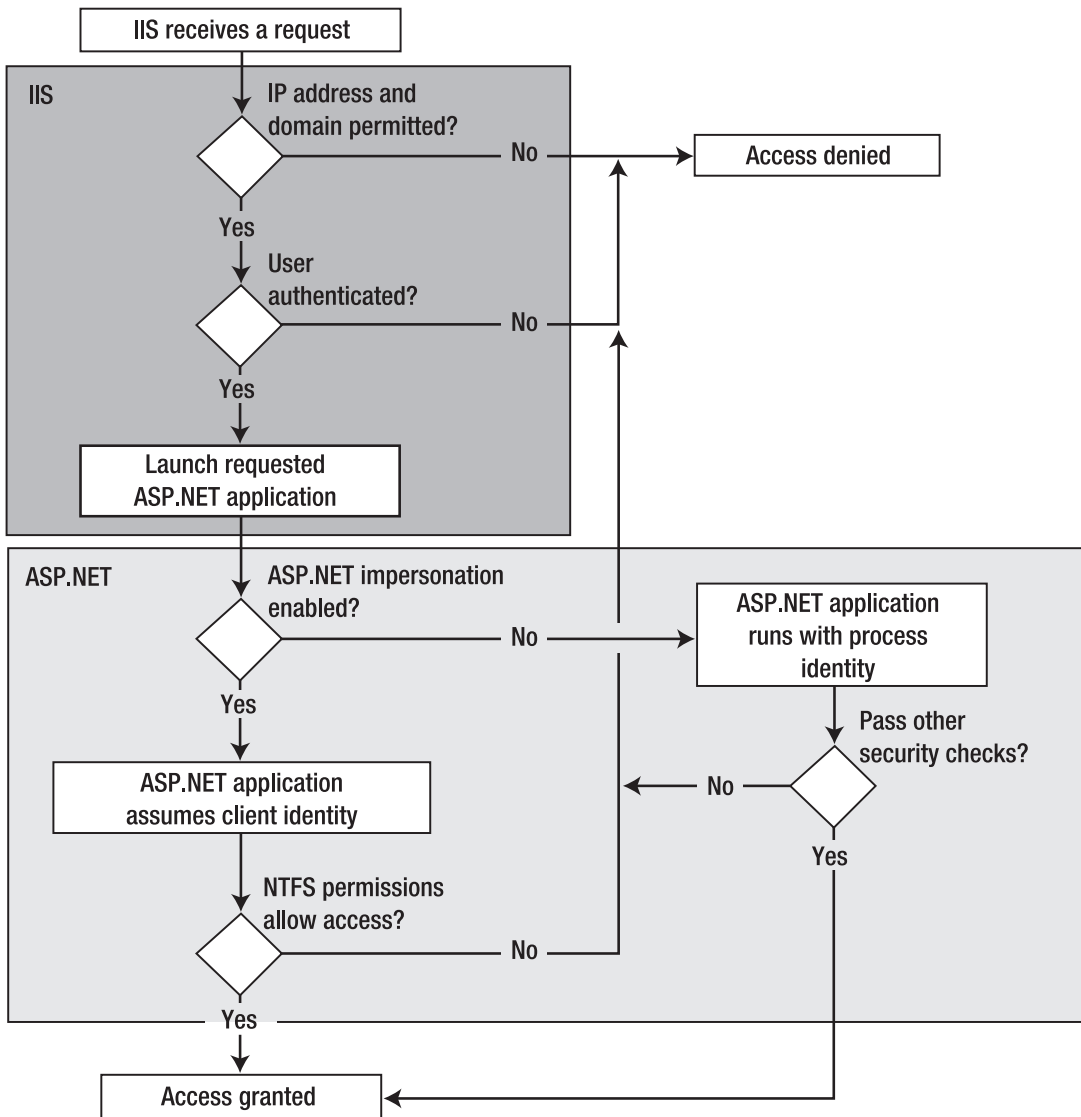 IIS receives a request
IIS
IP address and
domain permitted?
No
Access denied
Yes
User
authenticated?
No
Yes
Launch requested
ASP.NET application
ASP.NET
ASP.NET impersonation
enabled?
No
ASP.NET application
runs with process
identity
Yes
Pass other
security checks?
ASP.NET application
assumes client identity
No
Yes
NTFS permissions
allow access?
No
Yes
Access granted